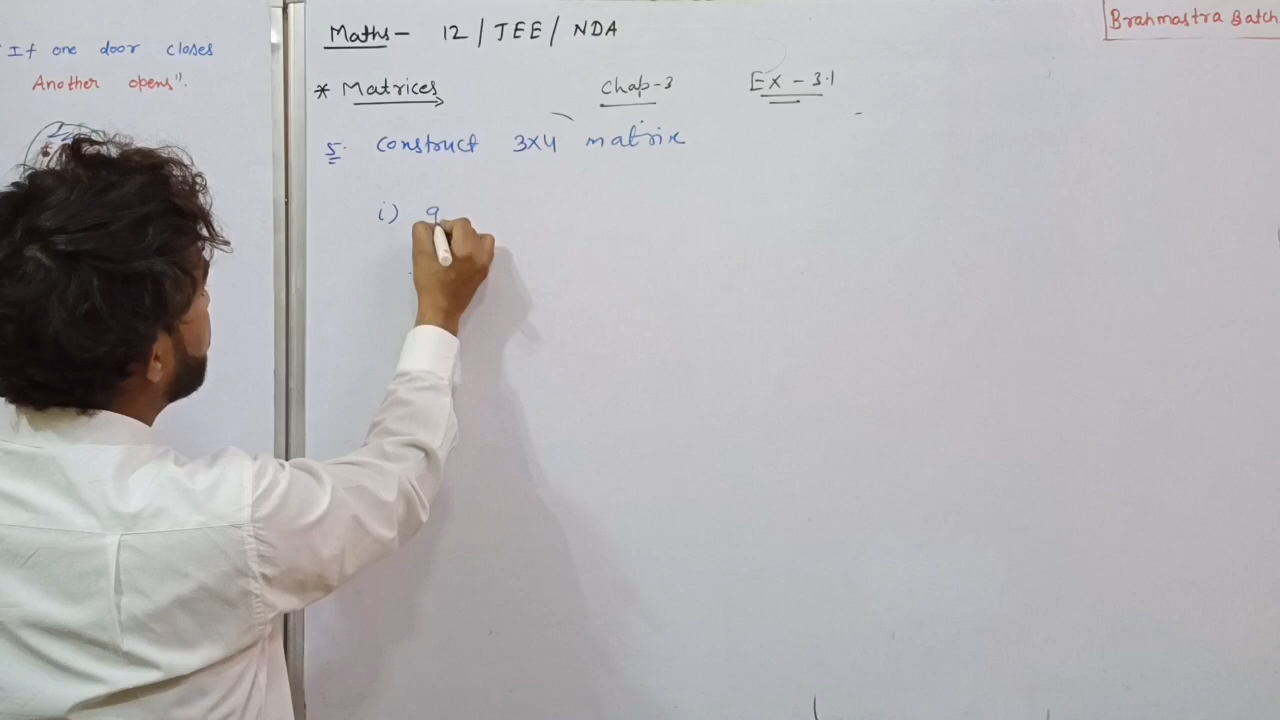 "If one door closes
Another opens".
Maths - 12 / JEE / NDA
Brahmastra Batch
* Matrices Chap-3 Ex - 3.1
5. construct 3x4 matrix
i) a